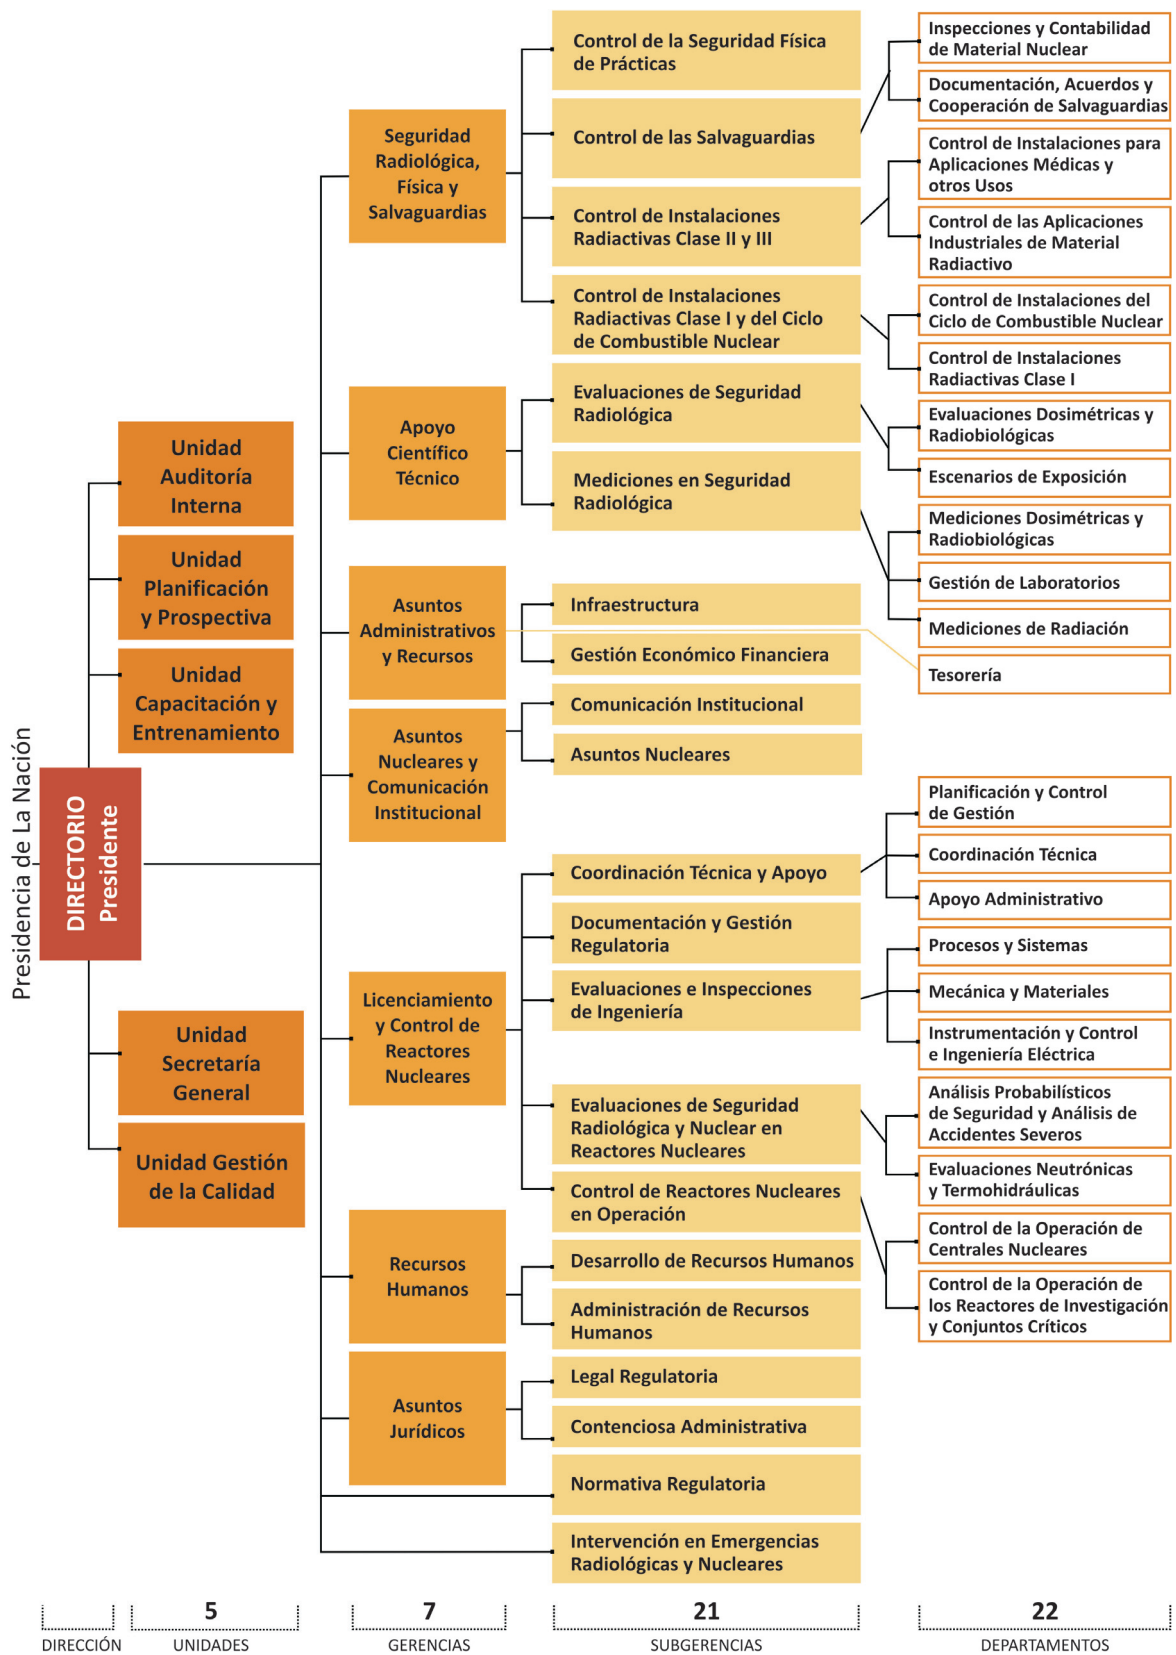 Presidencia de La Nación
DIRECTORIO
Presidente
Unidad
Auditoría
Interna
Unidad
Planificación
y Prospectiva
Unidad
Capacitación y
Entrenamiento
Unidad
Secretaría
General
Unidad Gestión
de la Calidad
Seguridad
Radiológica,
Física y
Salvaguardias
Apoyo
Científico
Técnico
Asuntos
Administrativos
y Recursos
Asuntos
Nucleares y
Comunicación
Institucional
Licenciamiento
y Control de
Reactores
Nucleares
Recursos
Humanos
Asuntos
Jurídicos
Control de la Seguridad Física
de Prácticas
Control de las Salvaguardias
Control de Instalaciones
Radiactivas Clase II y III
Control de Instalaciones
Radiactivas Clase I y del Ciclo
de Combustible Nuclear
Evaluaciones de Seguridad
Radiológica
Mediciones en Seguridad
Radiológica
Infraestructura
Gestión Económico Financiera
Comunicación Institucional
Asuntos Nucleares
Coordinación Técnica y Apoyo
Documentación y Gestión
Regulatoria
Evaluaciones e Inspecciones
de Ingeniería
Evaluaciones de Seguridad
Radiológica y Nuclear en
Reactores Nucleares
Control de Reactores Nucleares
en Operación
Desarrollo de Recursos Humanos
Administración de Recursos
Humanos
Legal Regulatoria
Contenciosa Administrativa
Normativa Regulatoria
Intervención en Emergencias
Radiológicas y Nucleares
Inspecciones y Contabilidad
de Material Nuclear
Documentación, Acuerdos y
Cooperación de Salvaguardias
Control de Instalaciones para
Aplicaciones Médicas y
otros Usos
Control de las Aplicaciones
Industriales de Material
Radiactivo
Control de Instalaciones del
Ciclo de Combustible Nuclear
Control de Instalaciones
Radiactivas Clase I
Evaluaciones Dosimétricas y
Radiobiológicas
Escenarios de Exposición
Mediciones Dosimétricas y
Radiobiológicas
Gestión de Laboratorios
Mediciones de Radiación
Tesorería
Planificación y Control
de Gestión
Coordinación Técnica
Apoyo Administrativo
Procesos y Sistemas
Mecánica y Materiales
Instrumentación y Control
e Ingeniería Eléctrica
Análisis Probabilísticos
de Seguridad y Análisis de
Accidentes Severos
Evaluaciones Neutrónicas
y Termohidráulicas
Control de la Operación de
Centrales Nucleares
Control de la Operación de
los Reactores de Investigación
y Conjuntos Críticos
5
7
21
22
DIRECCIÓN
UNIDADES
GERENCIAS
SUBGERENCIAS
DEPARTAMENTOS